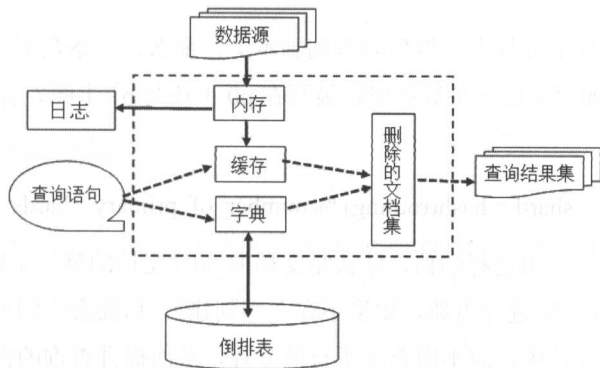 数据源
日志
内存
缓存
查询语句
字典
删除的文档集
查询结果集
倒排表